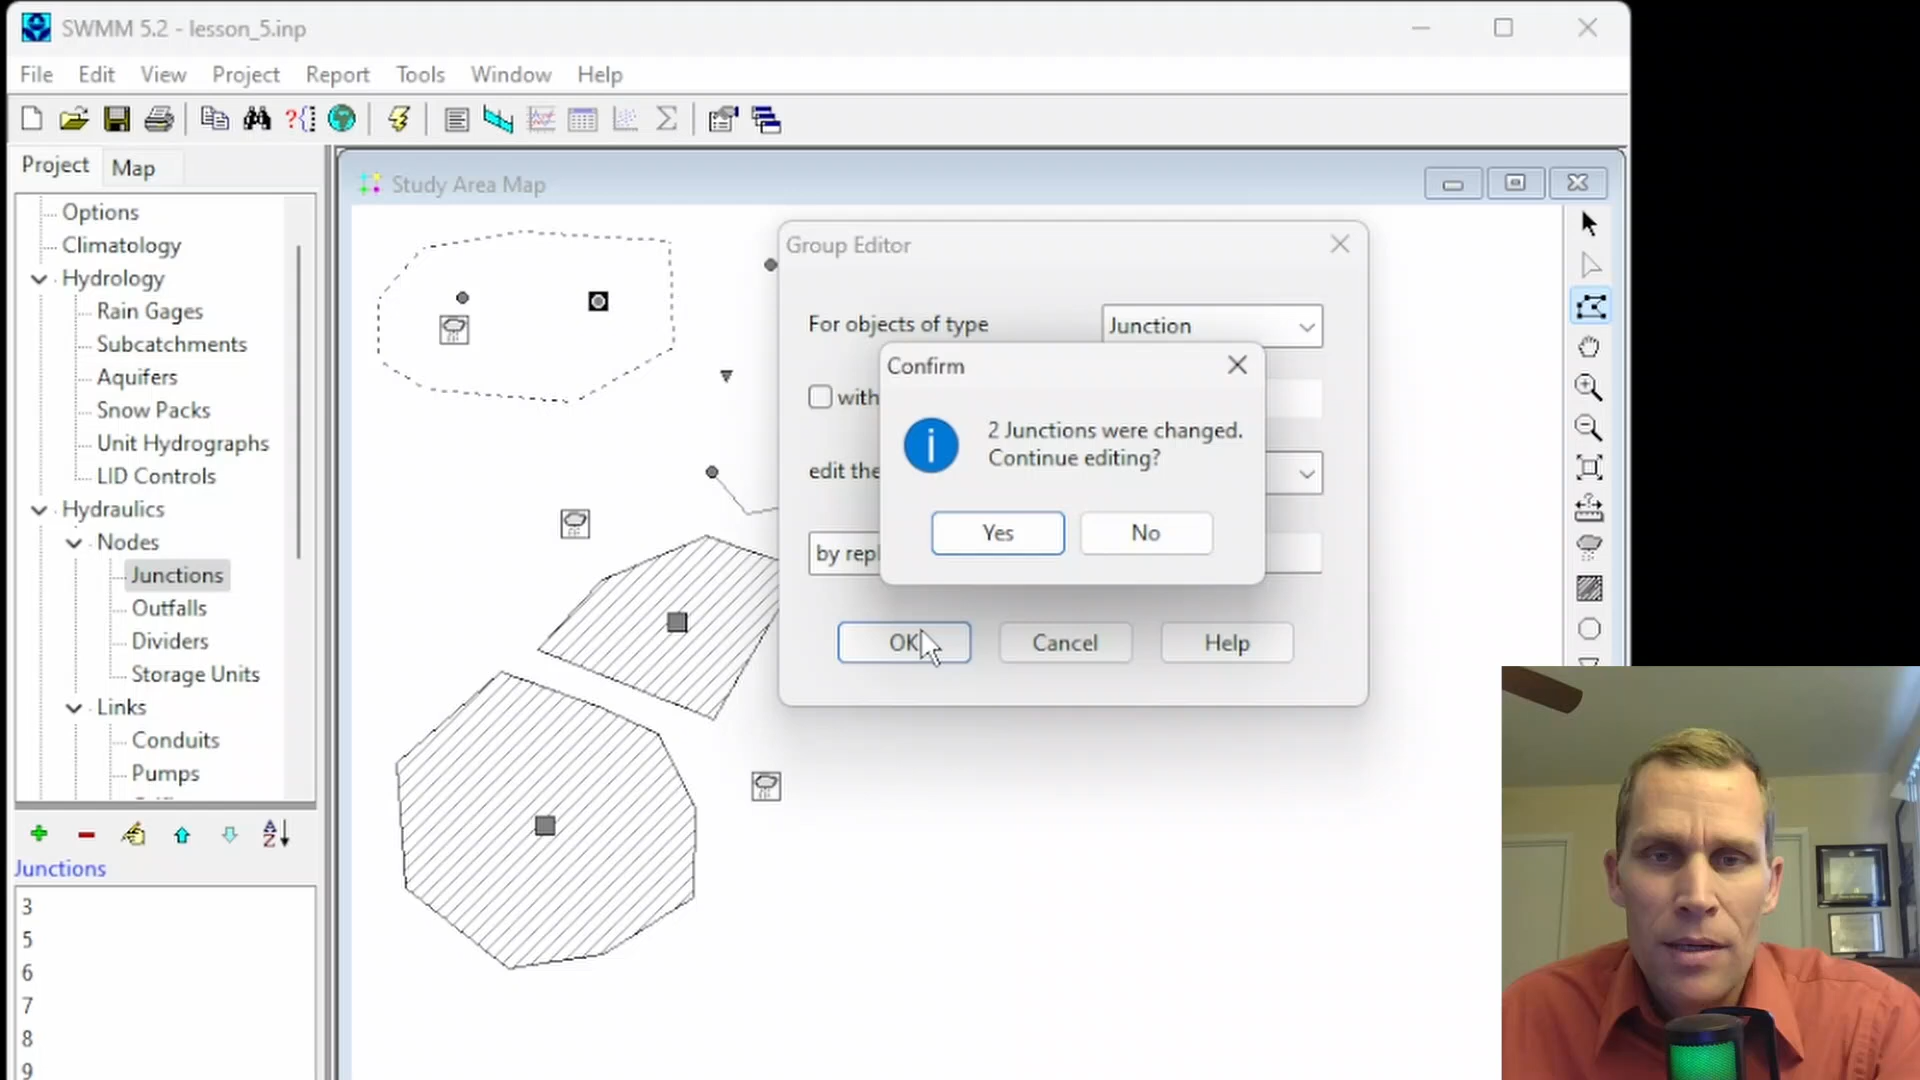 SWMM 5.2 - lesson_5.inp
File Edit View Project Report Tools Window Help
Project Map
Options
Climatology
Hydrology
Rain Gages
Subcatchments
Aquifers
Snow Packs
Unit Hydrographs
LID Controls
Hydraulics
Nodes
Junctions
Outfalls
Dividers
Storage Units
Links
Conduits
Pumps
Junctions
3
5
6
7
8
9
Study Area Map
Group Editor
For objects of type Junction
with
edit the
by repl
OK Cancel Help
Confirm
2 Junctions were changed.
Continue editing?
Yes No